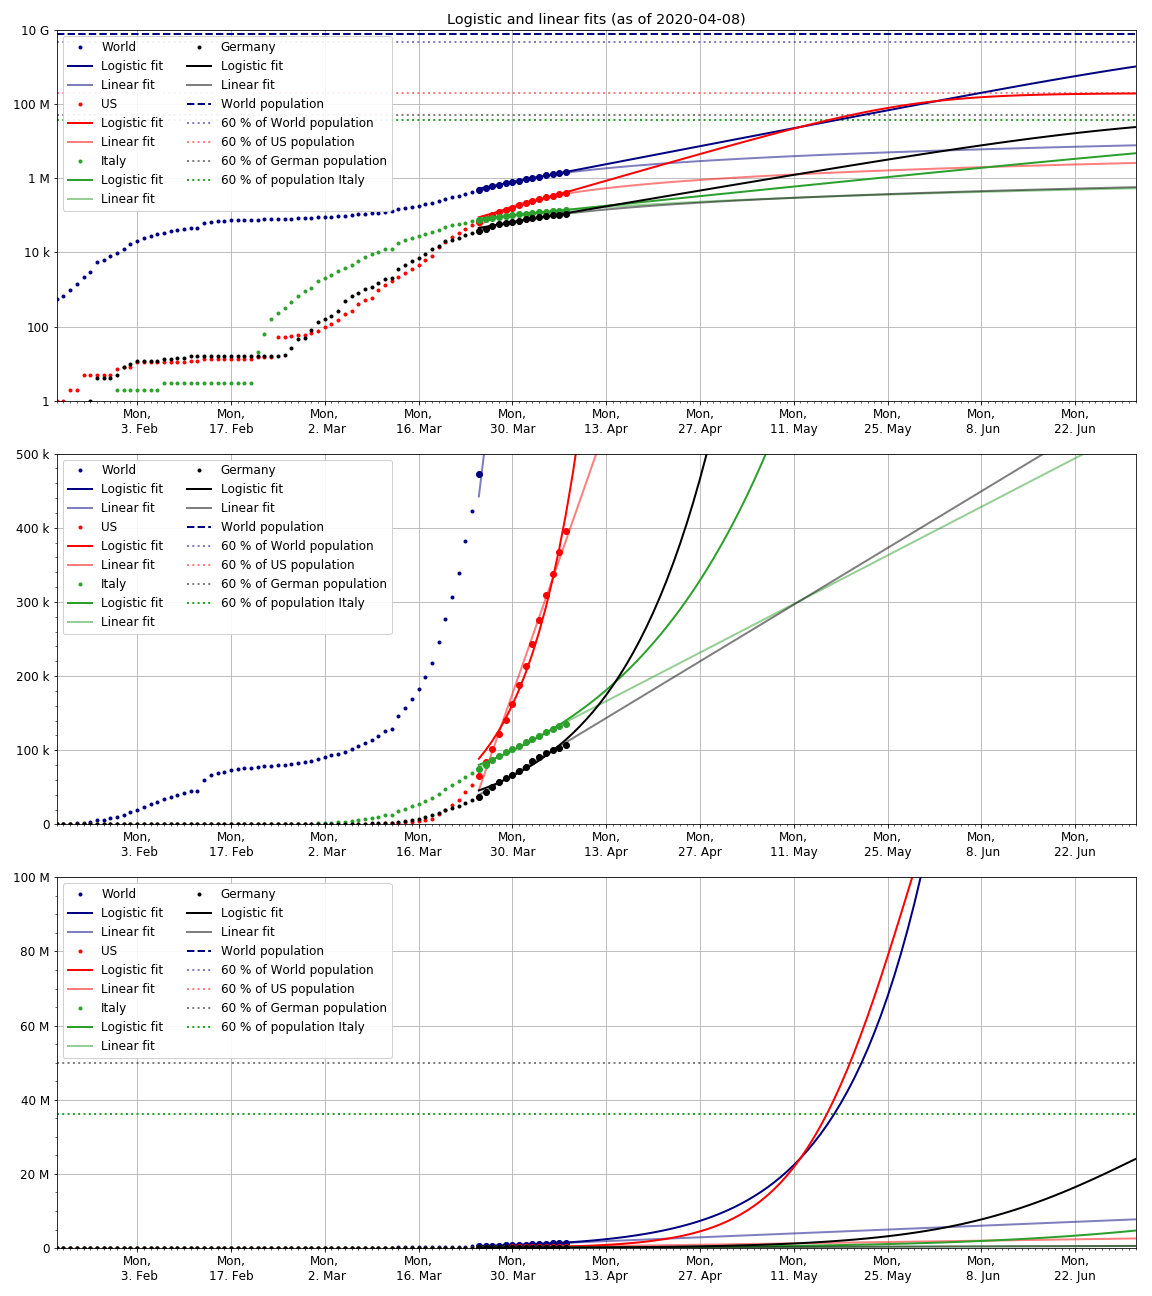 Logistic and linear fits (as of 2020-04-08)
10 G
100 M
1 M
10 k
100
1
World
Logistic fit
Linear fit
US
Logistic fit
Linear fit
Italy
Logistic fit
Linear fit
Germany
Logistic fit
Linear fit
World population
60 % of World population
60 % of US population
60 % of German population
60 % of population Italy
Mon,
3. Feb
Mon,
17. Feb
Mon,
2. Mar
Mon,
16. Mar
Mon,
30. Mar
Mon,
13. Apr
Mon,
27. Apr
Mon,
11. May
Mon,
25. May
Mon,
8. Jun
Mon,
22. Jun
500 k
400 k
300 k
200 k
100 k
0
World
Logistic fit
Linear fit
US
Logistic fit
Linear fit
Italy
Logistic fit
Linear fit
Germany
Logistic fit
Linear fit
World population
60 % of World population
60 % of US population
60 % of German population
60 % of population Italy
Mon,
3. Feb
Mon,
17. Feb
Mon,
2. Mar
Mon,
16. Mar
Mon,
30. Mar
Mon,
13. Apr
Mon,
27. Apr
Mon,
11. May
Mon,
25. May
Mon,
8. Jun
Mon,
22. Jun
100 M
80 M
60 M
40 M
20 M
0
World
Logistic fit
Linear fit
US
Logistic fit
Linear fit
Italy
Logistic fit
Linear fit
Germany
Logistic fit
Linear fit
World population
60 % of World population
60 % of US population
60 % of German population
60 % of population Italy
Mon,
3. Feb
Mon,
17. Feb
Mon,
2. Mar
Mon,
16. Mar
Mon,
30. Mar
Mon,
13. Apr
Mon,
27. Apr
Mon,
11. May
Mon,
25. May
Mon,
8. Jun
Mon,
22. Jun